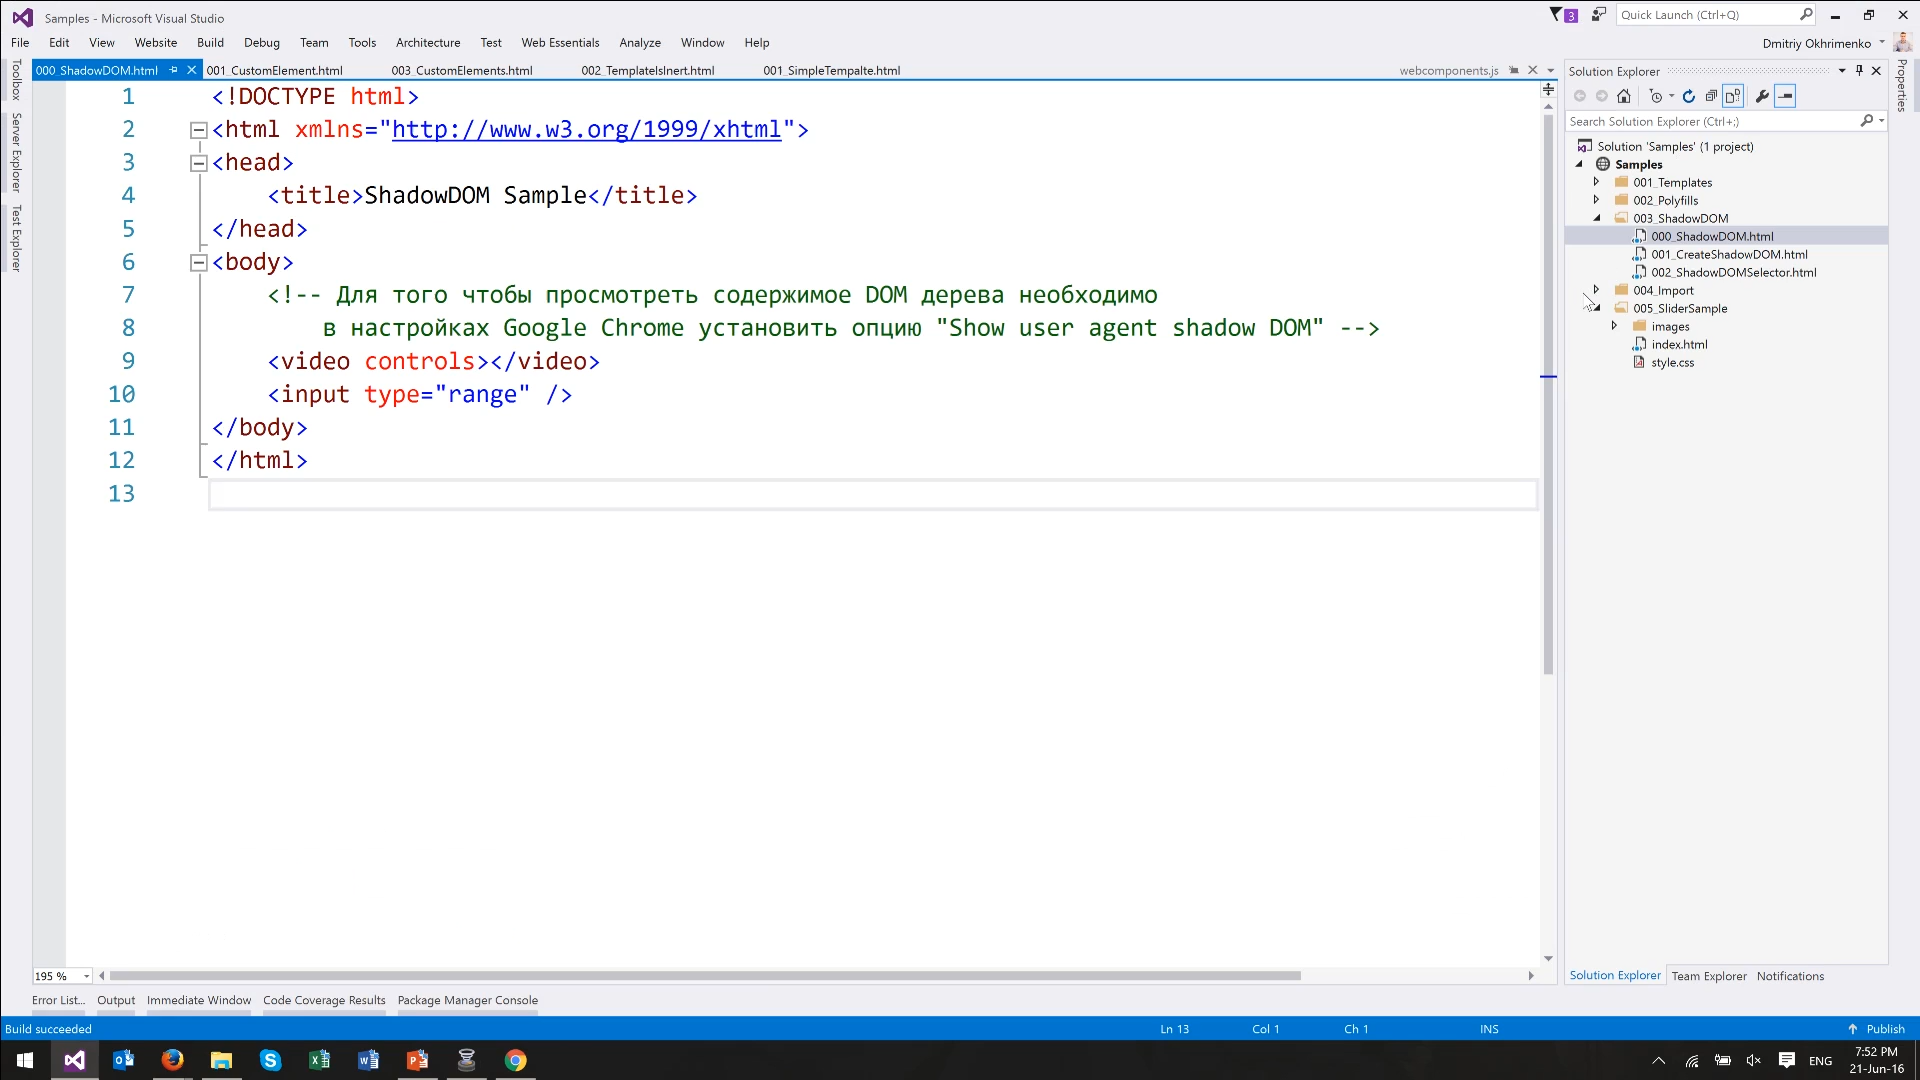 Samples - Microsoft Visual Studio
3
Quick Launch (Ctrl+Q)
File Edit View Website Build Debug Team Tools Architecture Test Web Essentials Analyze Window Help
Dmitriy Okhrimenko
000_ShadowDOM.html 001_CustomElement.html 003_CustomElements.html 002_TemplateIsInert.html 001_SimpleTempalte.html webcomponents.js
Toolbox
Server Explorer
Test Explorer
1 <!DOCTYPE html>
2 <html xmlns="http://www.w3.org/1999/xhtml">
3 <head>
4 <title>ShadowDOM Sample</title>
5 </head>
6 <body>
7 <!-- Для того чтобы просмотреть содержимое DOM дерева необходимо
8 в настройках Google Chrome установить опцию "Show user agent shadow DOM" -->
9 <video controls></video>
10 <input type="range" />
11 </body>
12 </html>
13
195 %
Solution Explorer
Search Solution Explorer (Ctrl+;)
Solution 'Samples' (1 project)
Samples
001_Templates
002_Polyfills
003_ShadowDOM
000_ShadowDOM.html
001_CreateShadowDOM.html
002_ShadowDOMSelector.html
004_Import
005_SliderSample
images
index.html
style.css
Solution Explorer Team Explorer Notifications
Properties
Error List... Output Immediate Window Code Coverage Results Package Manager Console
Build succeeded Ln 13 Col 1 Ch 1 INS Publish
ENG
7:52 PM
21-Jun-16